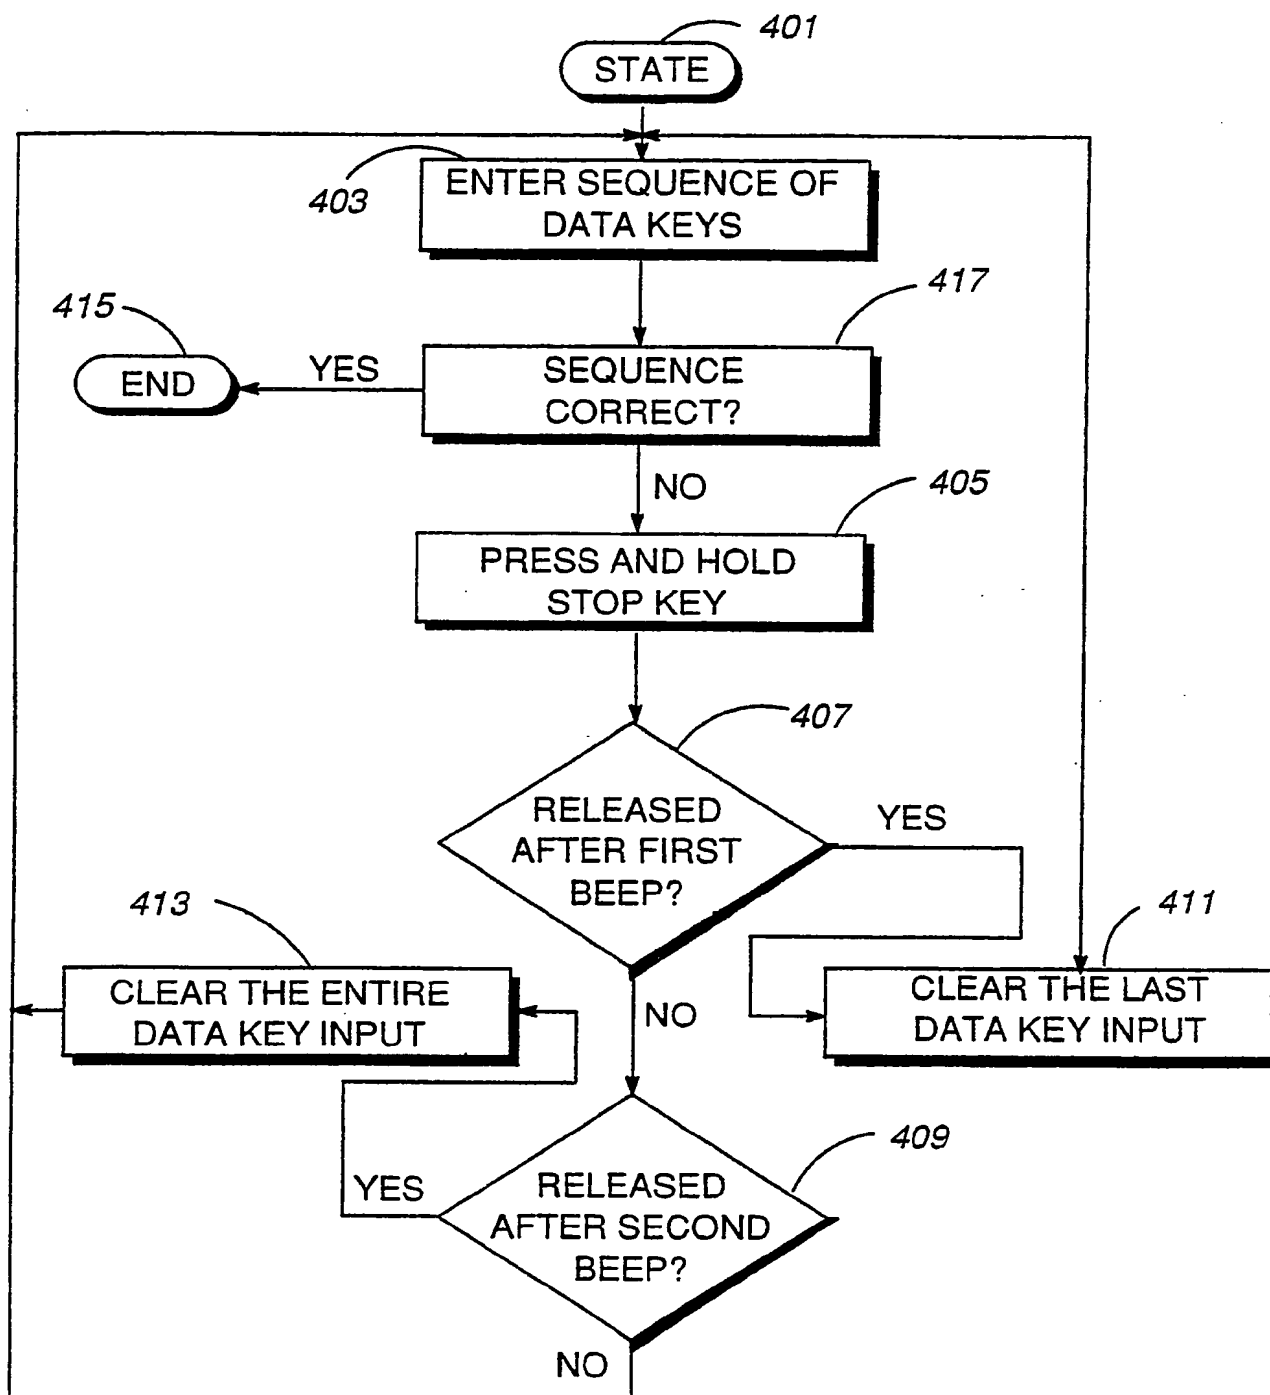 401
STATE
403
ENTER SEQUENCE OF
DATA KEYS
417
415
END
YES
SEQUENCE
CORRECT?
NO
405
PRESS AND HOLD
STOP KEY
407
RELEASED
AFTER FIRST
BEEP?
YES
413
411
CLEAR THE ENTIRE
DATA KEY INPUT
NO
CLEAR THE LAST
DATA KEY INPUT
409
YES
RELEASED
AFTER SECOND
BEEP?
NO